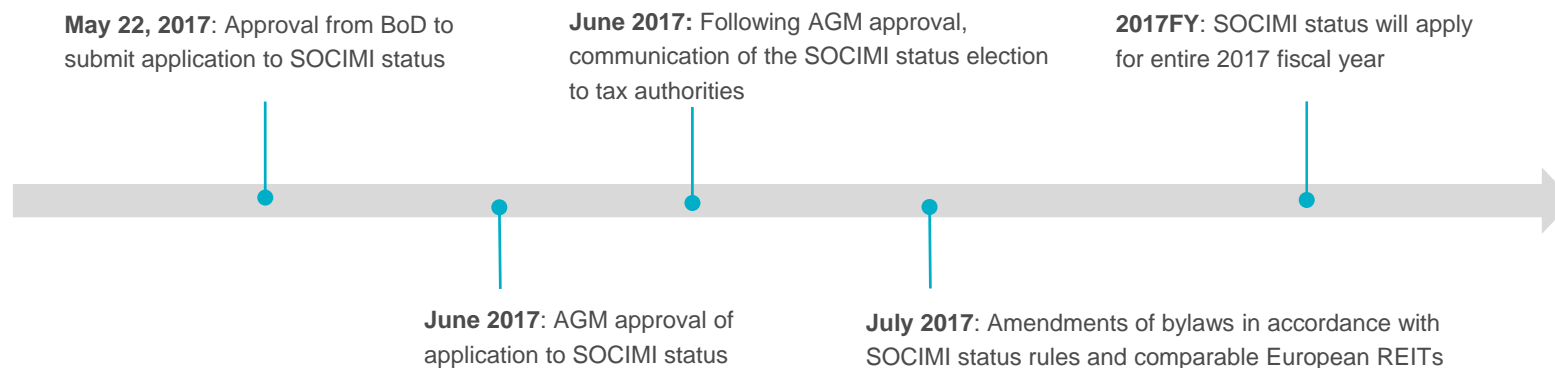 May 22, 2017: Approval from BoD to
submit application to SOCIMI status
June 2017: Following AGM approval,
communication of the SOCIMI status election
to tax authorities
2017FY: SOCIMI status will apply
for entire 2017 fiscal year
June 2017: AGM approval of
application to SOCIMI status
July 2017: Amendments of bylaws in accordance with
SOCIMI status rules and comparable European REITs